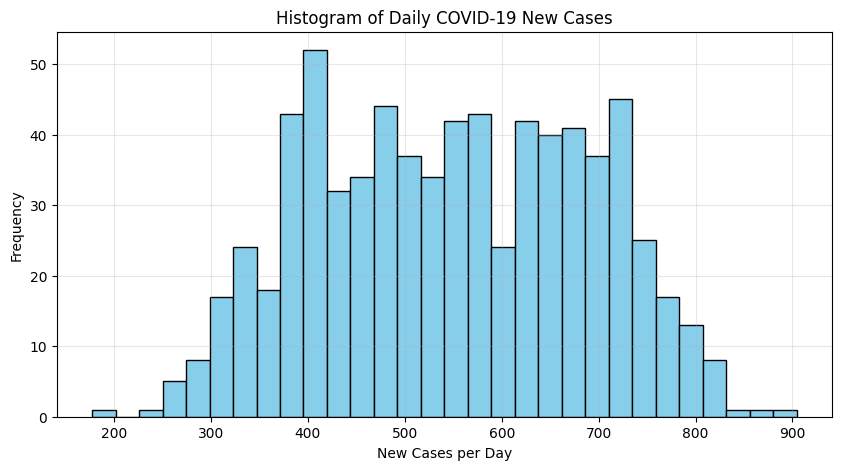 Histogram of Daily COVID-19 New Cases
50
40
30
20
10
0
Frequency
200 300 400 500 600 700 800 900
New Cases per Day